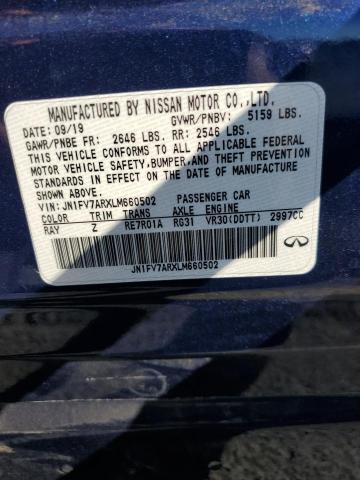 MANUFACTURED BY NISSAN MOTOR CO., LTD.
DATE: 09/19 GVWR/PNBV: 5159 LBS.
GAWR/PNBE FR: 2646 LBS. RR: 2546 LBS.
THIS VEHICLE CONFORMS TO ALL APPLICABLE FEDERAL
MOTOR VEHICLE SAFETY, BUMPER, AND THEFT PREVENTION
STANDARDS IN EFFECT ON THE DATE OF MANUFACTURE
SHOWN ABOVE.
VIN: JN1FV7ARXLM660502 PASSENGER CAR
COLOR TRIM TRANS AXLE ENGINE
RAY Z RE7R01A RG31 VR30(DDTT) 2997CC
JN1FV7ARXLM660502
INFINITI